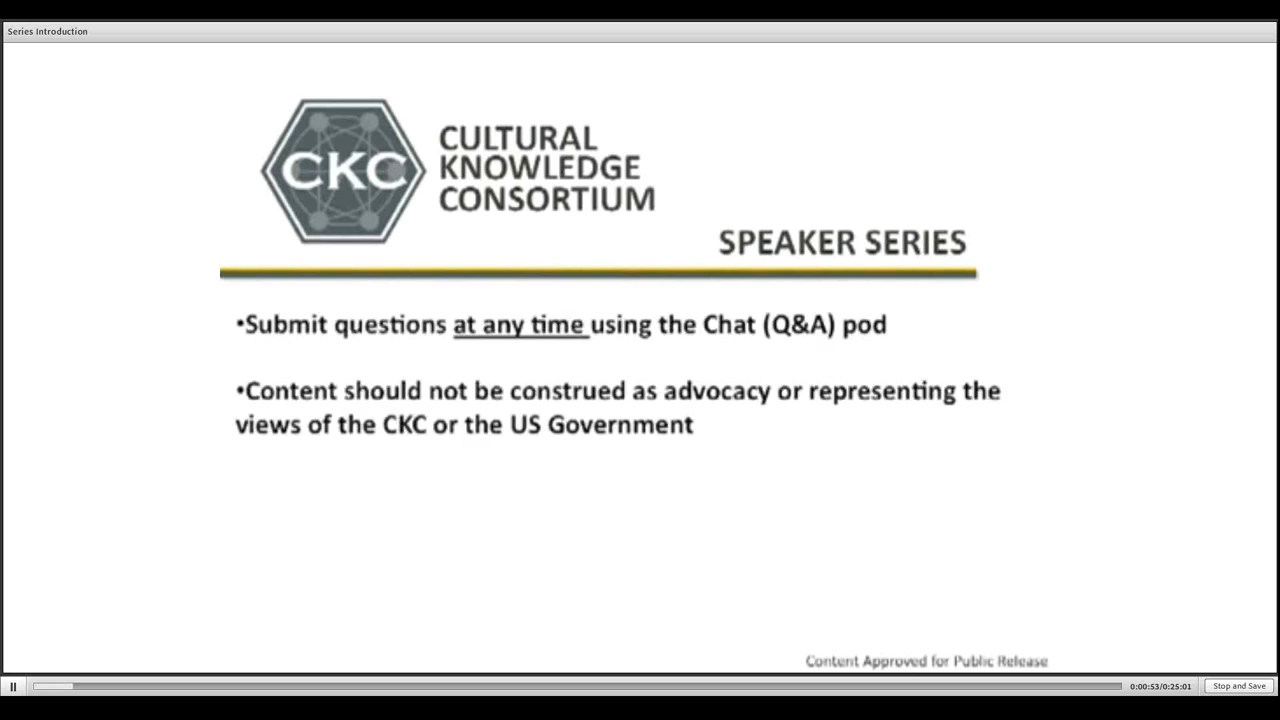 Series Introduction
CKC
CULTURAL
KNOWLEDGE
CONSORTIUM
SPEAKER SERIES
•Submit questions at any time using the Chat (Q&A) pod
•Content should not be construed as advocacy or representing the
views of the CKC or the US Government
Content Approved for Public Release
0:00:53/0:25:01
Stop and Save